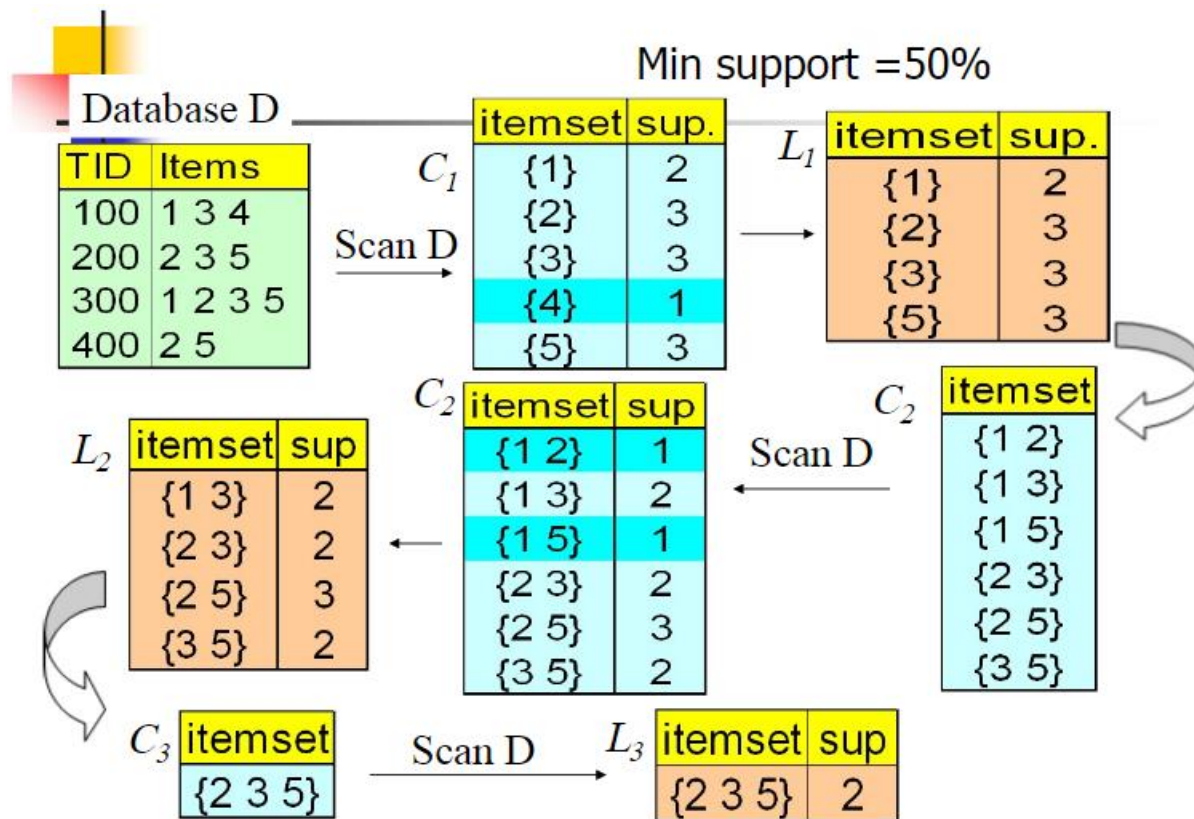 Min support =50%
Database D
TID Items
100 1 3 4
200 2 3 5
300 1 2 3 5
400 2 5
Scan D
C1
itemset sup.
{1} 2
{2} 3
{3} 3
{4} 1
{5} 3
L1
itemset sup.
{1} 2
{2} 3
{3} 3
{5} 3
C2
itemset
{1 2}
{1 3}
{1 5}
{2 3}
{2 5}
{3 5}
Scan D
C2
itemset sup
{1 2} 1
{1 3} 2
{1 5} 1
{2 3} 2
{2 5} 3
{3 5} 2
L2
itemset sup
{1 3} 2
{2 3} 2
{2 5} 3
{3 5} 2
C3
itemset
{2 3 5}
Scan D
L3
itemset sup
{2 3 5} 2